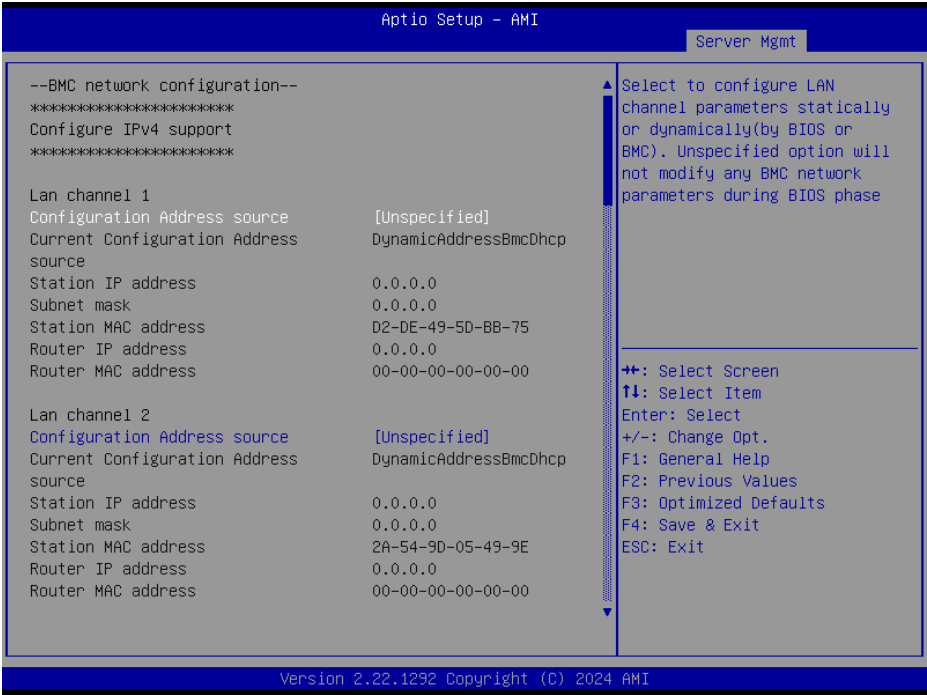 Aptio Setup – AMI
Server Mgmt
--BMC network configuration--
***********************
Configure IPv4 support
***********************
Lan channel 1
Configuration Address source [Unspecified]
Current Configuration Address DynamicAddressBmcDhcp
source
Station IP address 0.0.0.0
Subnet mask 0.0.0.0
Station MAC address D2-DE-49-5D-BB-75
Router IP address 0.0.0.0
Router MAC address 00-00-00-00-00-00
Lan channel 2
Configuration Address source [Unspecified]
Current Configuration Address DynamicAddressBmcDhcp
source
Station IP address 0.0.0.0
Subnet mask 0.0.0.0
Station MAC address 2A-54-9D-05-49-9E
Router IP address 0.0.0.0
Router MAC address 00-00-00-00-00-00
Select to configure LAN
channel parameters statically
or dynamically(by BIOS or
BMC). Unspecified option will
not modify any BMC network
parameters during BIOS phase
→←: Select Screen
↑↓: Select Item
Enter: Select
+/-: Change Opt.
F1: General Help
F2: Previous Values
F3: Optimized Defaults
F4: Save & Exit
ESC: Exit
Version 2.22.1292 Copyright (C) 2024 AMI